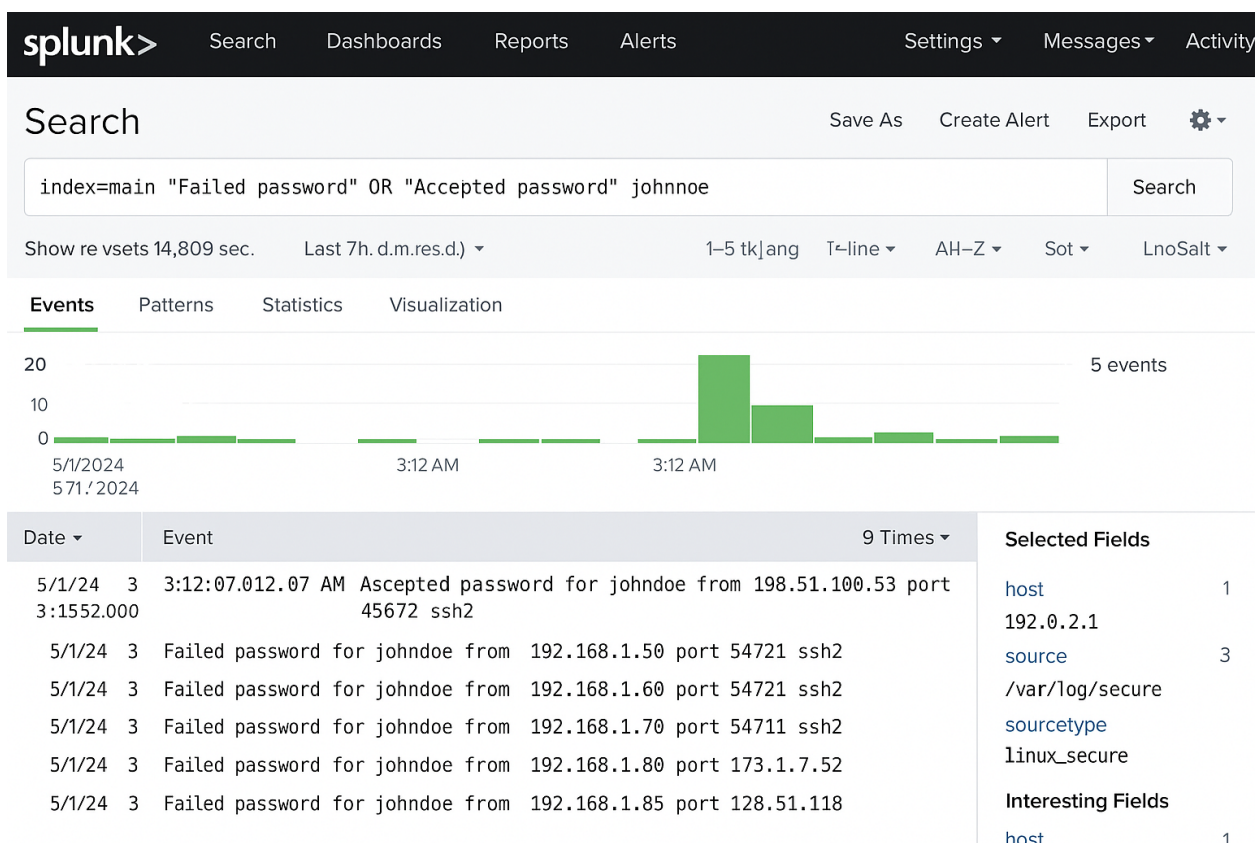 splunk> Search Dashboards Reports Alerts Settings Messages Activity
Search Save As Create Alert Export
index=main "Failed password" OR "Accepted password" johnnoe Search
Show re vsets 14,809 sec. Last 7h. d.m.res.d.) 1–5 Sot LnoSalt
Events Patterns Statistics Visualization
20 5 events
10
0
5/1/2024 3:12 AM 3:12 AM
2024
Date Event 9 Times Selected Fields
5/1/24 3 3:12:07.012.07 AM Ascepted password for johndoe from 198.51.100.53 port
3:1552.000 45672 ssh2
host 1
192.0.2.1
5/1/24 3 Failed password for johndoe from 192.168.1.50 port 54721 ssh2
source 3
5/1/24 3 Failed password for johndoe from 192.168.1.60 port 54721 ssh2
/var/log/secure
5/1/24 3 Failed password for johndoe from 192.168.1.70 port 54711 ssh2
sourcetype
linux_secure
5/1/24 3 Failed password for johndoe from 192.168.1.80 port 173.1.7.52
5/1/24 3 Failed password for johndoe from 192.168.1.85 port 128.51.118
Interesting Fields
host 1